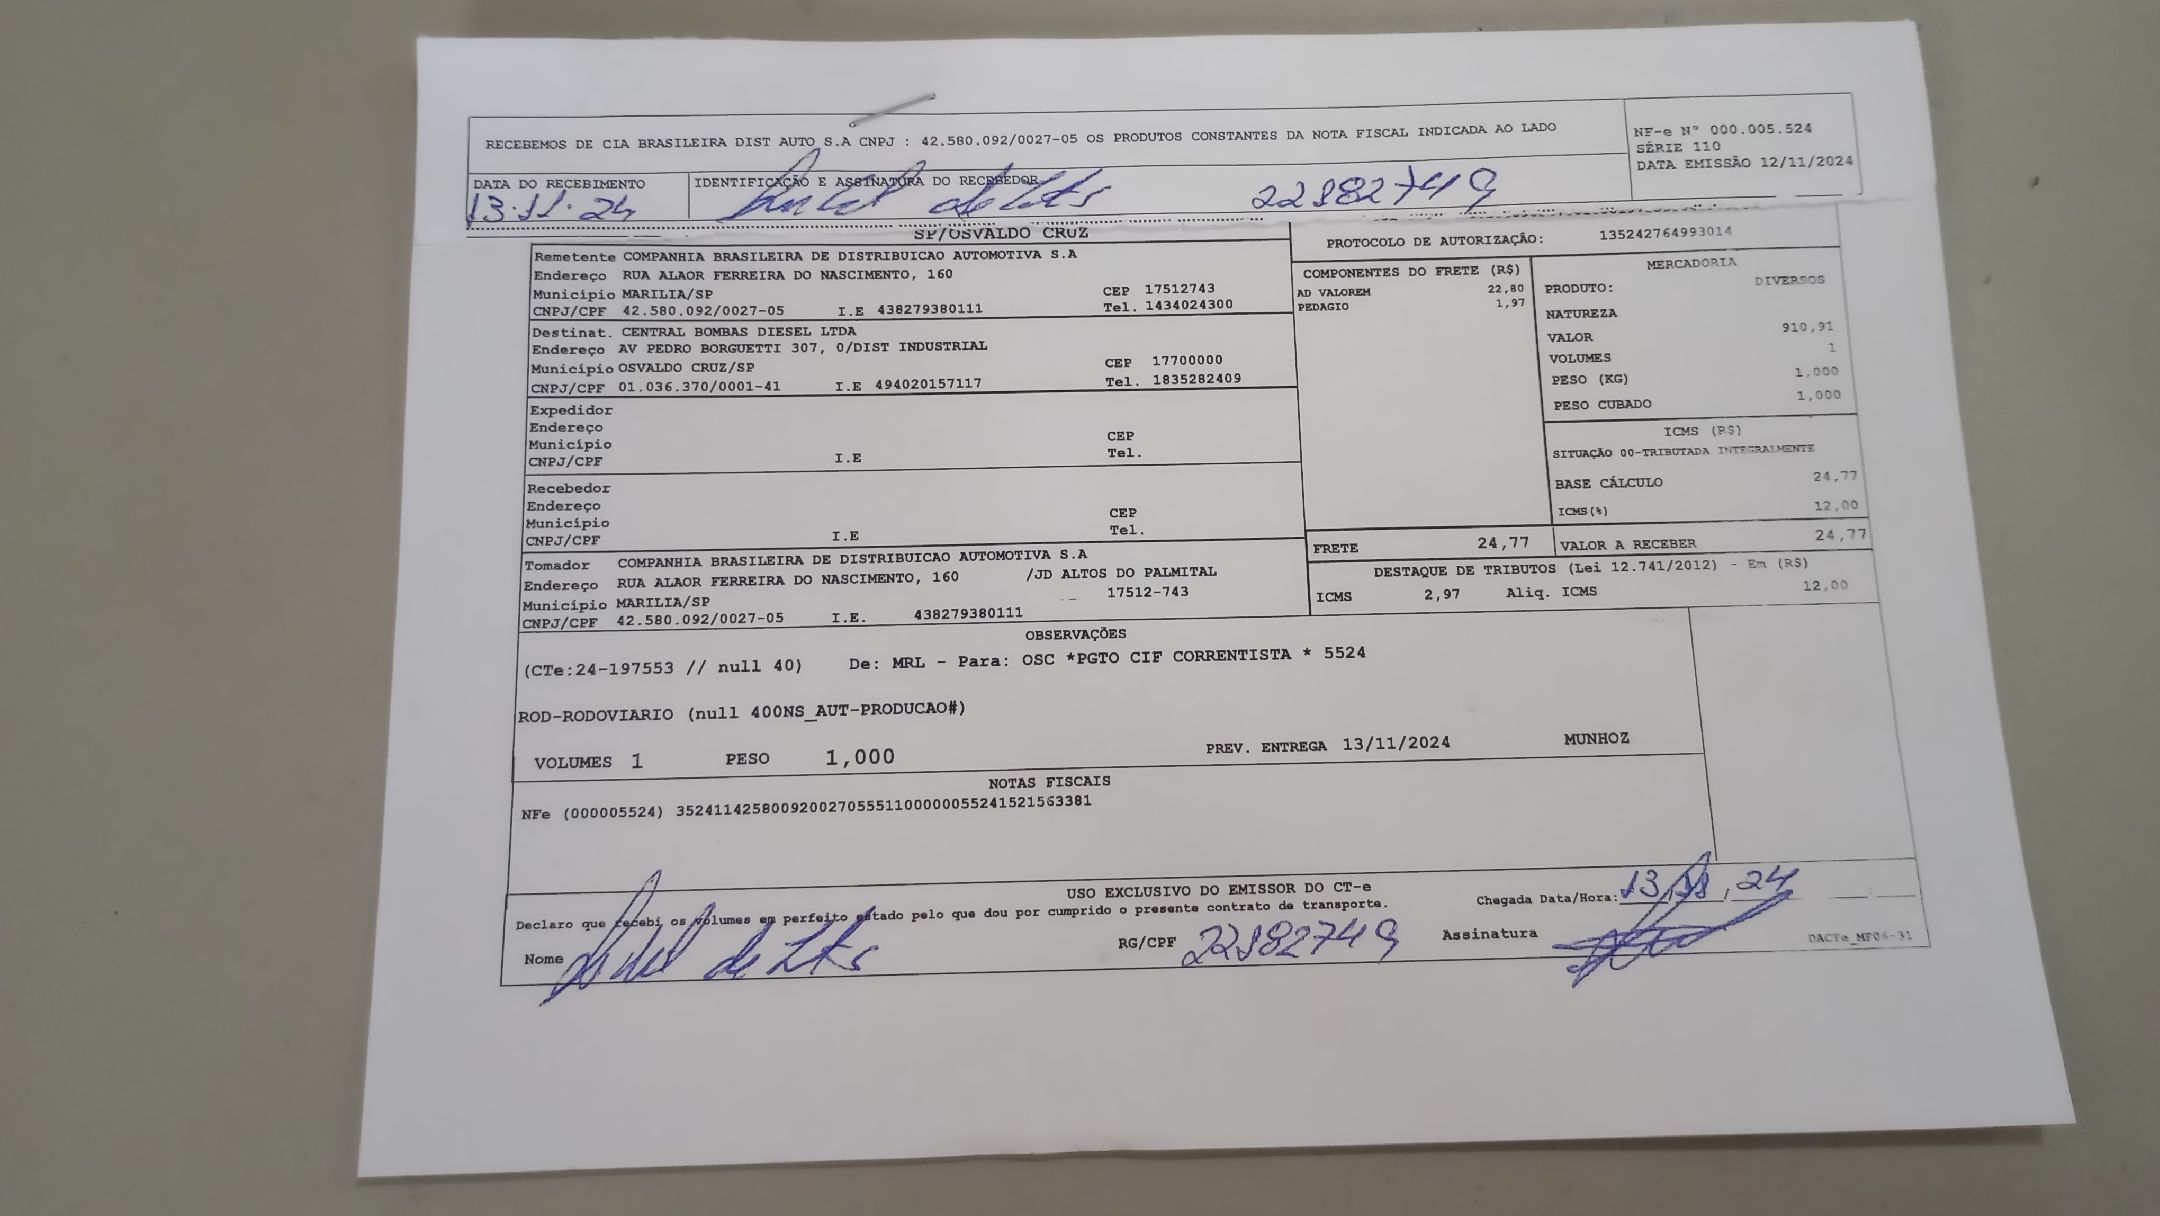 RECEBEMOS DE CIA BRASILEIRA DIST AUTO S.A CNPJ : 42.580.092/0027-05 OS PRODUTOS CONSTANTES DA NOTA FISCAL INDICADA AO LADO
NF-e Nº 000.005.524
SÉRIE 110
DATA EMISSÃO 12/11/2024
DATA DO RECEBIMENTO
IDENTIFICAÇÃO E ASSINATURA DO RECEBEDOR
13.11.24
SP/OSVALDO CRUZ
PROTOCOLO DE AUTORIZAÇÃO: 135242764993014
Remetente COMPANHIA BRASILEIRA DE DISTRIBUICAO AUTOMOTIVA S.A
Endereço RUA ALAOR FERREIRA DO NASCIMENTO, 160
Município MARILIA/SP CEP 17512743
CNPJ/CPF 42.580.092/0027-05 I.E 438279380111 Tel. 1434024300
Destinat. CENTRAL BOMBAS DIESEL LTDA
Endereço AV PEDRO BORGUETTI 307, 0/DIST INDUSTRIAL
Município OSVALDO CRUZ/SP CEP 17700000
CNPJ/CPF 01.036.370/0001-41 I.E 494020157117 Tel. 1835282409
Expedidor
Endereço
Município CEP
CNPJ/CPF I.E Tel.
Recebedor
Endereço
Município CEP
CNPJ/CPF I.E Tel.
Tomador COMPANHIA BRASILEIRA DE DISTRIBUICAO AUTOMOTIVA S.A
Endereço RUA ALAOR FERREIRA DO NASCIMENTO, 160 /JD ALTOS DO PALMITAL
Município MARILIA/SP 17512-743
CNPJ/CPF 42.580.092/0027-05 I.E. 438279380111
COMPONENTES DO FRETE (R$)
AD VALOREM 22,80
PEDAGIO 1,97
MERCADORIA
PRODUTO: DIVERSOS
NATUREZA
VALOR 910,91
VOLUMES 1
PESO (KG) 1,000
PESO CUBADO 1,000
ICMS (R$)
SITUAÇÃO 00-TRIBUTADA INTEGRALMENTE
BASE CÁLCULO 24,77
ICMS(%) 12,00
FRETE 24,77
VALOR A RECEBER 24,77
DESTAQUE DE TRIBUTOS (Lei 12.741/2012) - Em (R$)
ICMS 2,97 Aliq. ICMS 12,00
OBSERVAÇÕES
(CTe:24-197553 // null 40) De: MRL - Para: OSC *PGTO CIF CORRENTISTA * 5524
ROD-RODOVIARIO (null 400NS_AUT-PRODUCAO#)
VOLUMES 1 PESO 1,000 PREV. ENTREGA 13/11/2024 MUNHOZ
NOTAS FISCAIS
NFe (000005524) 35241142580092002705551100000055241521563381
USO EXCLUSIVO DO EMISSOR DO CT-e
Declaro que recebi os volumes em perfeito estado pelo que dou por cumprido o presente contrato de transporte.
Chegada Data/Hora: 13/11/24
Nome
RG/CPF
Assinatura
DACTe_MF06-31